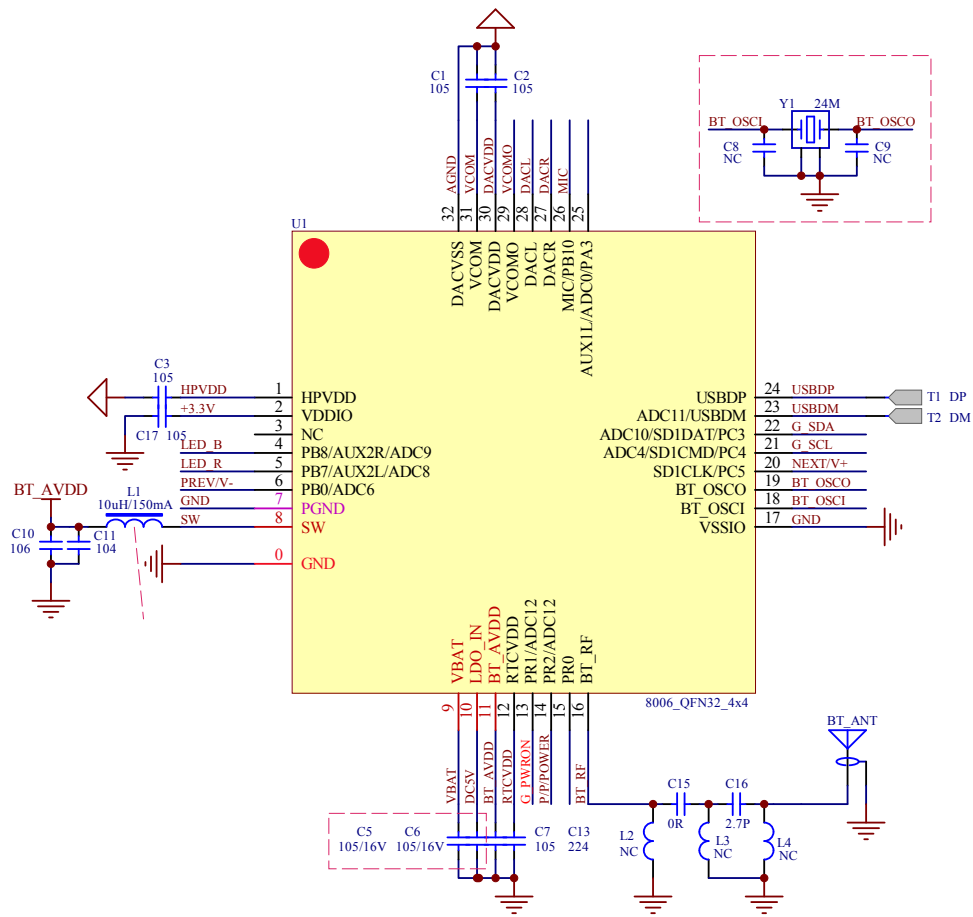 C1
105
C2
105
Y1
24M
BT_OSCI
BT_OSCO
C8
NC
C9
NC
AGND
VCOM
DACVDD
VCOMO
DACL
DACR
MIC
32
31
30
29
28
27
26
25
U1
DACVSS
VCOM
DACVDD
VCOMO
DACL
DACR
MIC/PB10
AUX1L/ADC0/PA3
C3
105
HPVDD
1
HPVDD
+3.3V
2
VDDIO
C17
105
3
NC
LED_B
4
PB8/AUX2R/ADC9
LED_R
5
PB7/AUX2L/ADC8
PREV/V-
6
PB0/ADC6
GND
7
PGND
SW
8
SW
0
GND
BT_AVDD
L1
10uH/150mA
C10
106
C11
104
USBDP
24
USBDP
T1 DP
ADC11/USBDM
23
USBDM
T2 DM
ADC10/SD1DAT/PC3
22
G_SDA
ADC4/SD1CMD/PC4
21
G_SCL
SD1CLK/PC5
20
NEXT/V+
BT_OSCO
19
BT_OSCO
BT_OSCI
18
BT_OSCI
VSSIO
17
GND
VBAT
LDO_IN
BT_AVDD
RTCVDD
PR1/ADC12
PR2/ADC12
PR0
BT_RF
8006_QFN32_4x4
9
10
11
12
13
14
15
16
VBAT
DC5V
BT_AVDD
RTCVDD
G_PWRON
P/P/POWER
BT_RF
C5
105/16V
C6
105/16V
C7
105
C13
224
BT_ANT
C15
0R
C16
2.7P
L2
NC
L3
NC
L4
NC